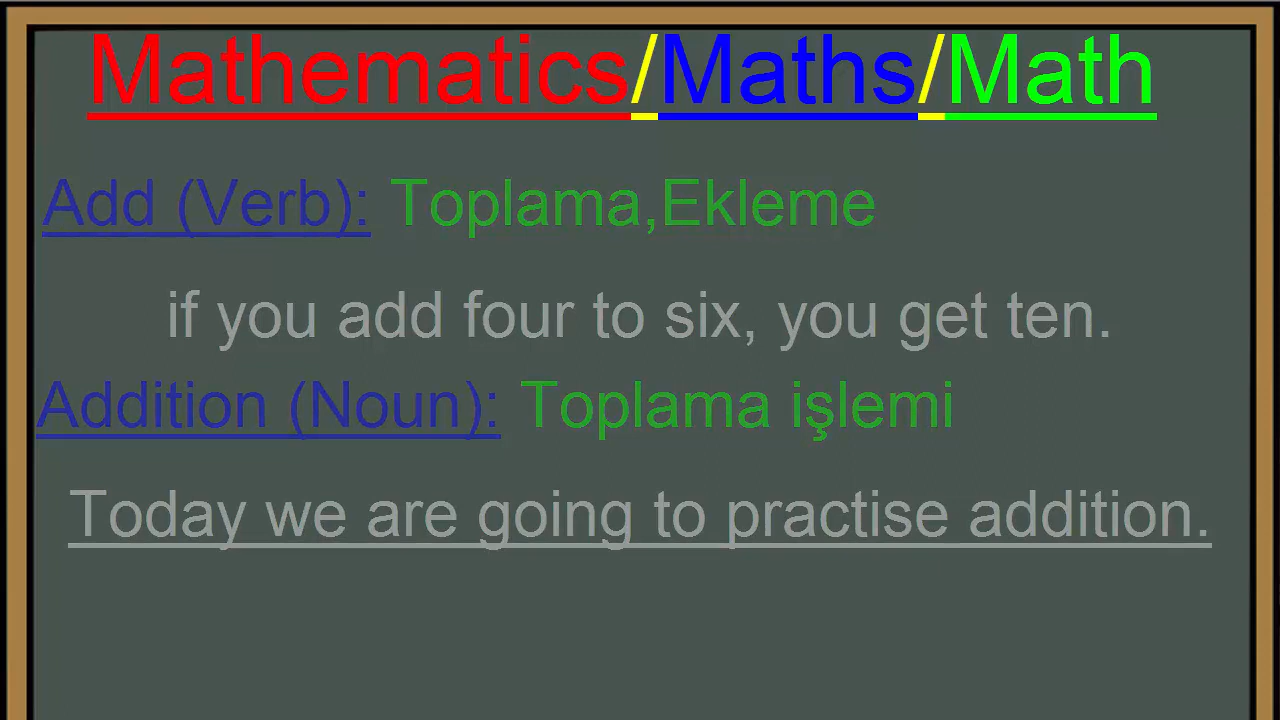 Mathematics/Maths/Math
Add (Verb): Toplama,Ekleme
if you add four to six, you get ten.
Addition (Noun): Toplama işlemi
Today we are going to practise addition.